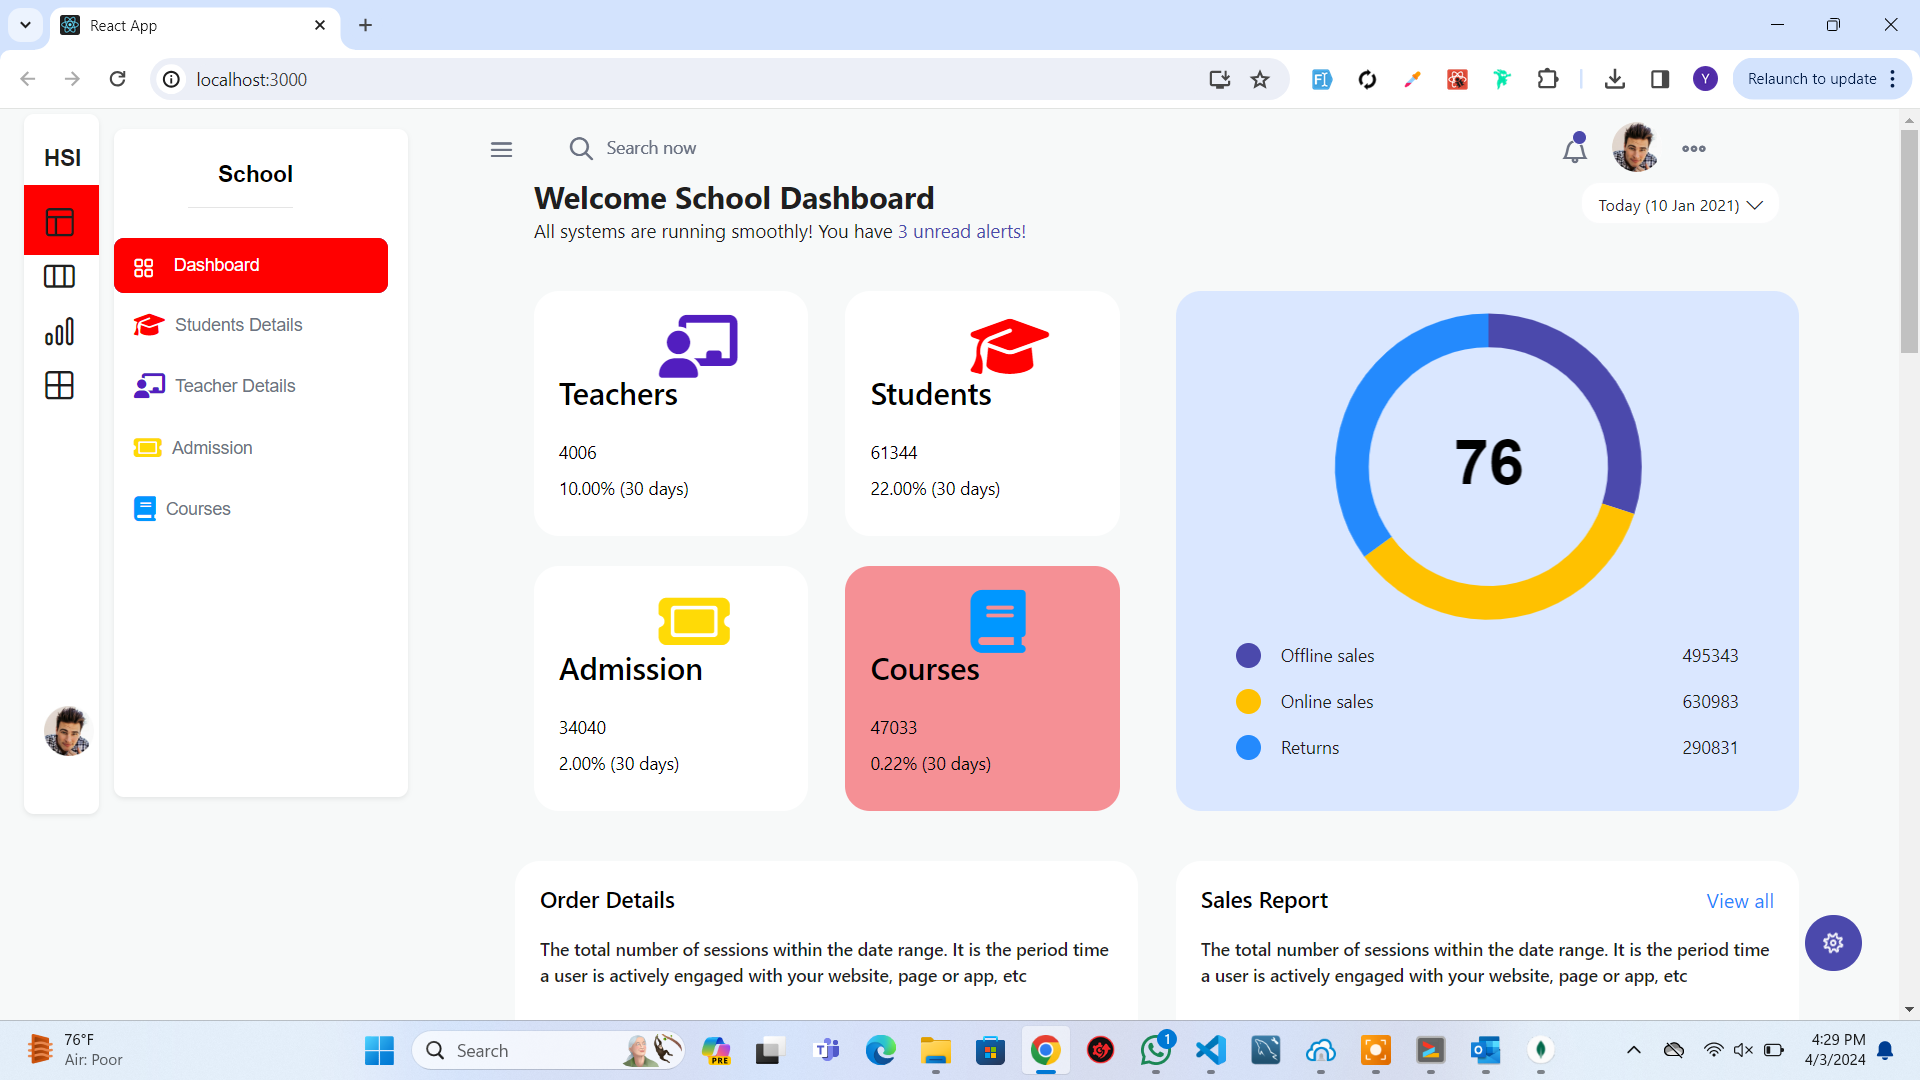 React App
localhost:3000
Relaunch to update
Y
HSI
School
Dashboard
Students Details
Teacher Details
Admission
Courses
Search now
Welcome School Dashboard
All systems are running smoothly! You have 3 unread alerts!
Today (10 Jan 2021)
Teachers
4006
10.00% (30 days)
Students
61344
22.00% (30 days)
Admission
34040
2.00% (30 days)
Courses
47033
0.22% (30 days)
76
Offline sales 495343
Online sales 630983
Returns 290831
Order Details
The total number of sessions within the date range. It is the period time
a user is actively engaged with your website, page or app, etc
Sales Report
View all
The total number of sessions within the date range. It is the period time
a user is actively engaged with your website, page or app, etc
76°F
Air: Poor
Search
PRE
1
4:29 PM
4/3/2024